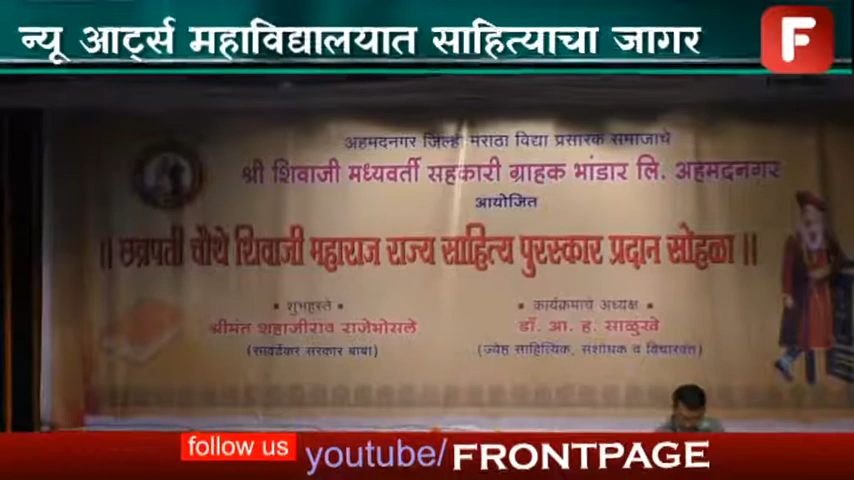 न्यू आर्ट्स महाविद्यालयात साहित्याचा जागर
F
अहमदनगर जिल्हा मराठा विद्या प्रसारक समाजाचे
श्री शिवाजी मध्यवर्ती सहकारी ग्राहक भांडार लि. अहमदनगर
आयोजित
|| छत्रपती चौथे शिवाजी महाराज राज्य साहित्य पुरस्कार प्रदान सोहळा ||
• शुभहस्ते •
श्रीमंत शहाजीराव राजेभोसले
(सावर्डेकर सरकार बाबा)
• कार्यक्रमाचे अध्यक्ष •
डॉ. आ. ह. साळुंखे
(ज्येष्ठ साहित्यिक, संशोधक व विचारवंत)
follow us youtube/FRONTPAGE